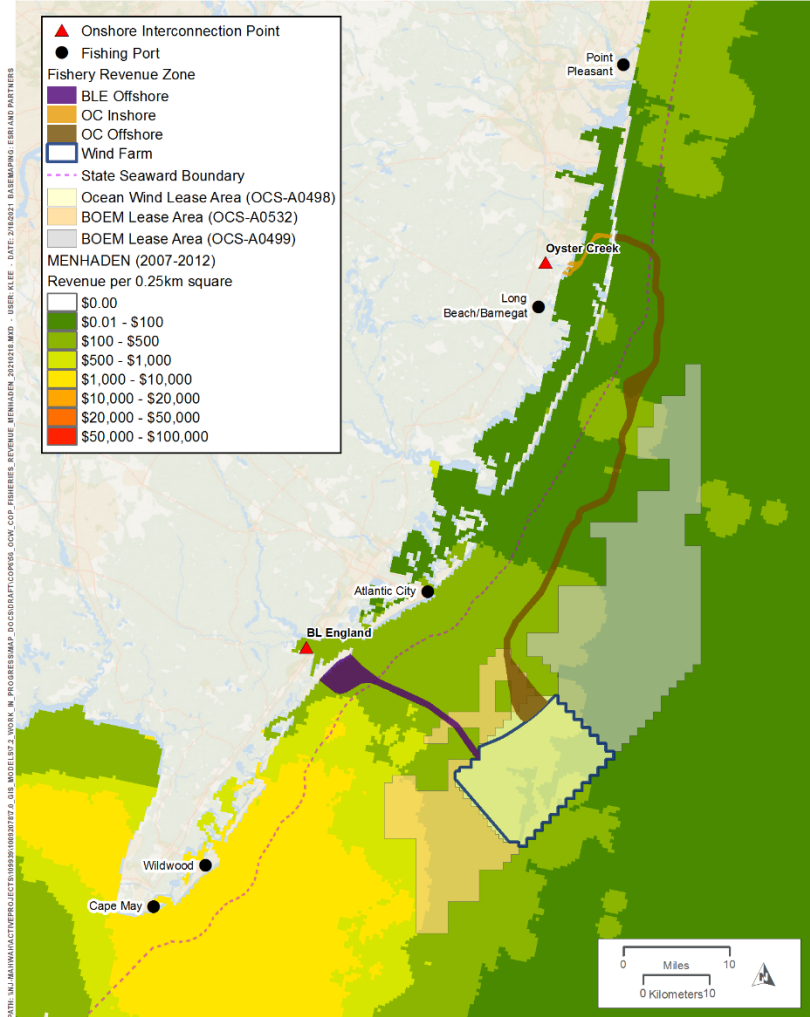 Onshore Interconnection Point
Fishing Port
Fishery Revenue Zone
BLE Offshore
OC Inshore
OC Offshore
Wind Farm
State Seaward Boundary
Ocean Wind Lease Area (OCS-A0498)
BOEM Lease Area (OCS-A0532)
BOEM Lease Area (OCS-A0499)
MENHADEN (2007-2012)
Revenue per 0.25km square
$0.00
$0.01 - $100
$100 - $500
$500 - $1,000
$1,000 - $10,000
$10,000 - $20,000
$20,000 - $50,000
$50,000 - $100,000
Point
Pleasant
Oyster Creek
Long
Beach/Barnegat
Atlantic City
BL England
Wildwood
Cape May
0 10
Miles
0 Kilometers 10
N